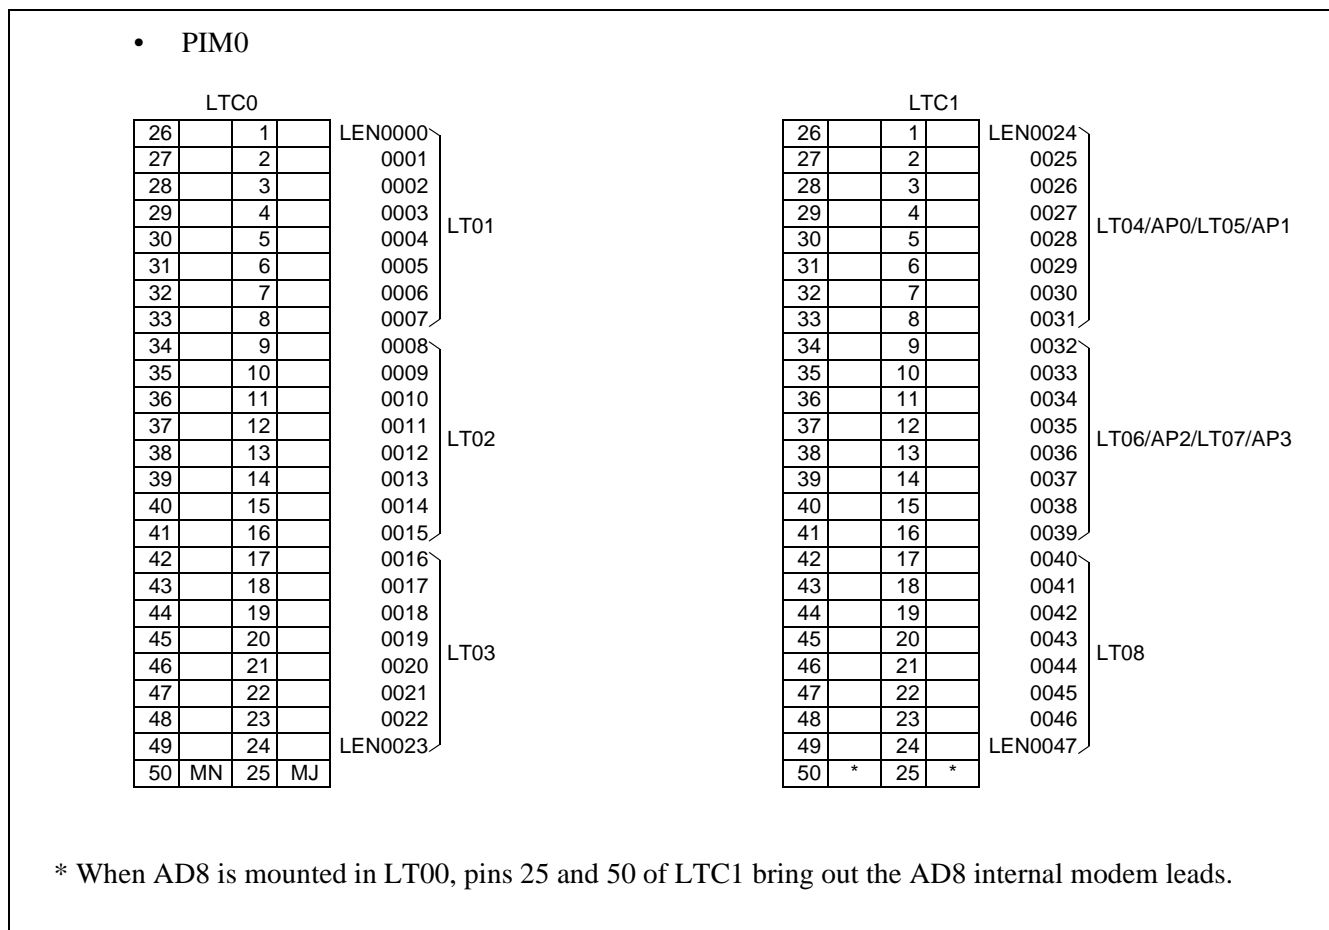 • PIM0
LTC0 LTC1
26 1 LEN0000 26 1 LEN0024
27 2 0001 27 2 0025
28 3 0002 28 3 0026
29 4 0003 29 4 0027
LT01 LT04/AP0/LT05/AP1
30 5 0004 30 5 0028
31 6 0005 31 6 0029
32 7 0006 32 7 0030
33 8 0007 33 8 0031
34 9 0008 34 9 0032
35 10 0009 35 10 0033
36 11 0010 36 11 0034
37 12 0011 37 12 0035
LT02 LT06/AP2/LT07/AP3
38 13 0012 38 13 0036
39 14 0013 39 14 0037
40 15 0014 40 15 0038
41 16 0015 41 16 0039
42 17 0016 42 17 0040
43 18 0017 43 18 0041
44 19 0018 44 19 0042
45 20 0019 45 20 0043
LT03 LT08
46 21 0020 46 21 0044
47 22 0021 47 22 0045
48 23 0022 48 23 0046
49 24 LEN0023 49 24 LEN0047
50 MN 25 MJ 50 * 25 *
* When AD8 is mounted in LT00, pins 25 and 50 of LTC1 bring out the AD8 internal modem leads.